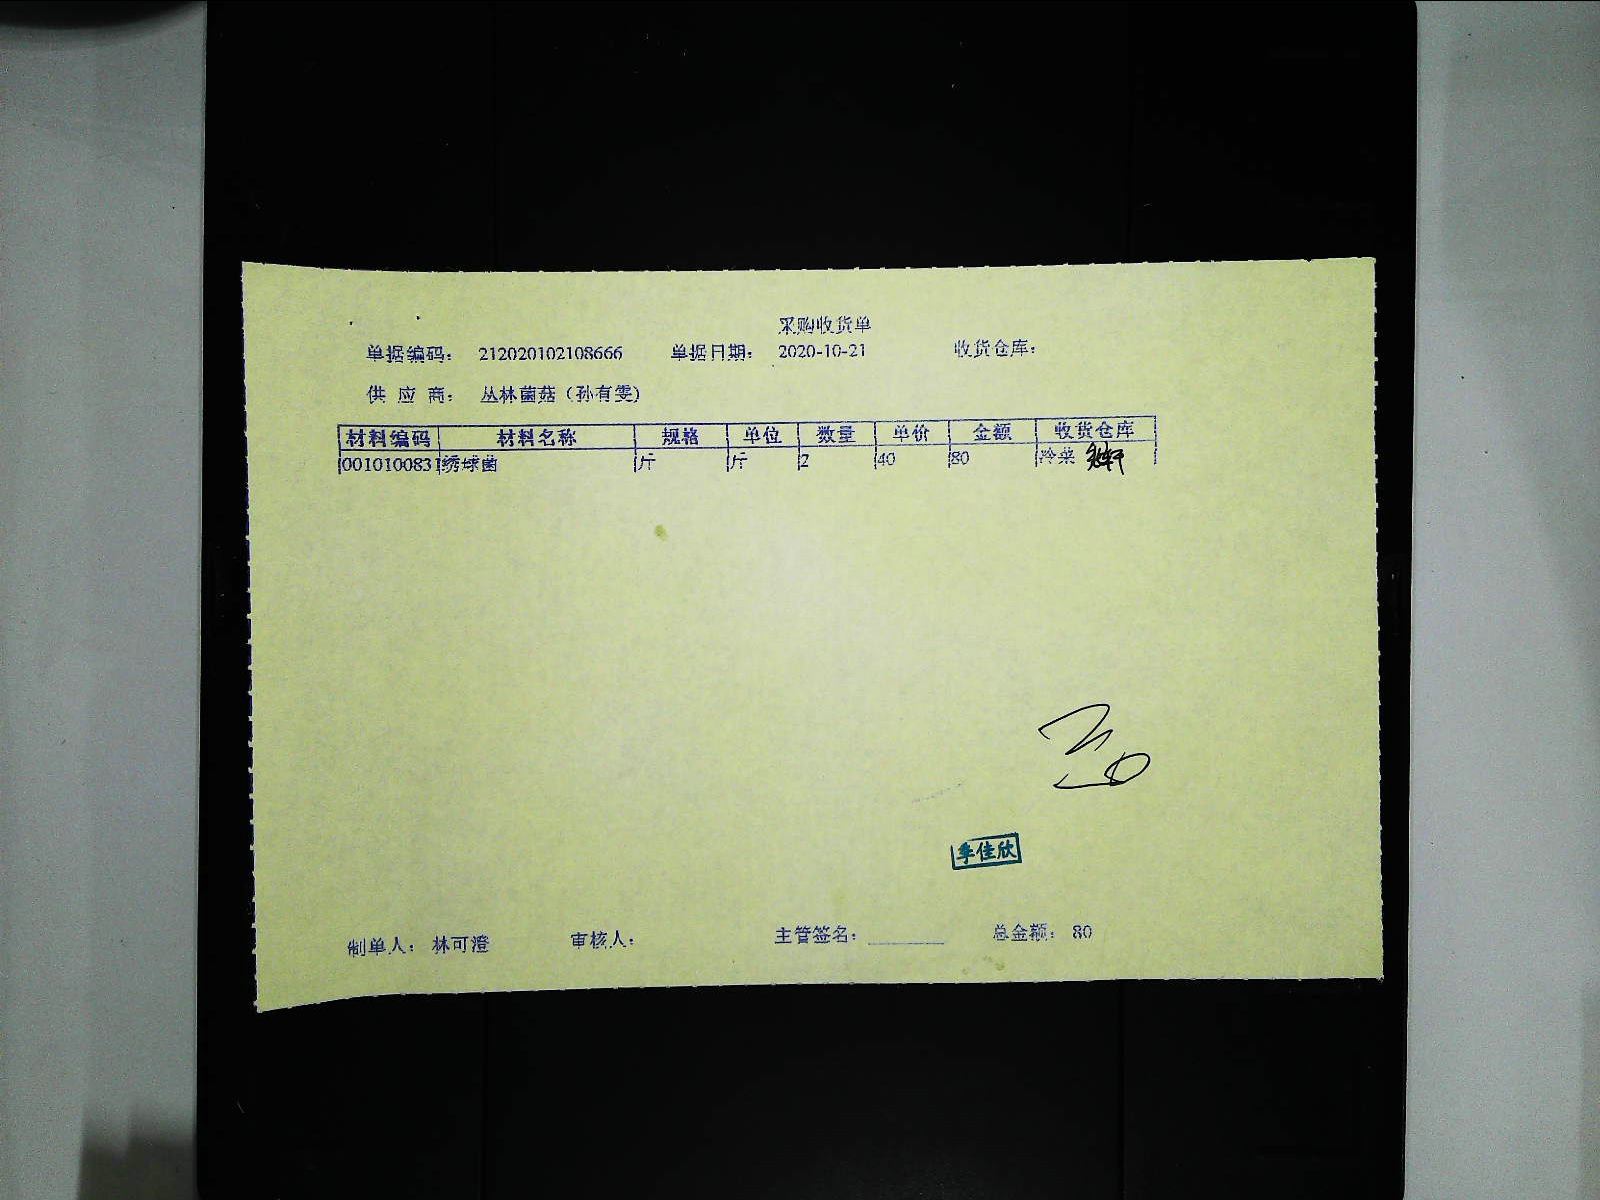 采购收货单
单据编码： 212020102108666 单据日期： 2020-10-21 收货仓库：
供 应 商： 丛林菌菇（孙有雯）
材料编码 材料名称 规格 单位 数量 单价 金额 收货仓库
0010100831 绣球菌 斤 斤 2 40 80 冷菜
季佳欣
制单人： 林可澄 审核人： 主管签名： 总金额： 80